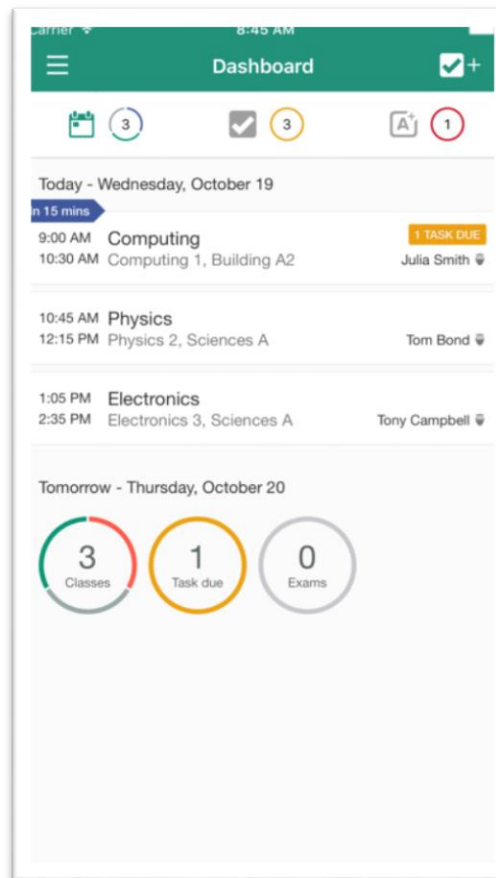 Carrier 8:45 AM
Dashboard +
3 3 A+ 1
Today - Wednesday, October 19
In 15 mins
9:00 AM Computing 1 TASK DUE
10:30 AM Computing 1, Building A2 Julia Smith
10:45 AM Physics
12:15 PM Physics 2, Sciences A Tom Bond
1:05 PM Electronics
2:35 PM Electronics 3, Sciences A Tony Campbell
Tomorrow - Thursday, October 20
3 1 0
Classes Task due Exams